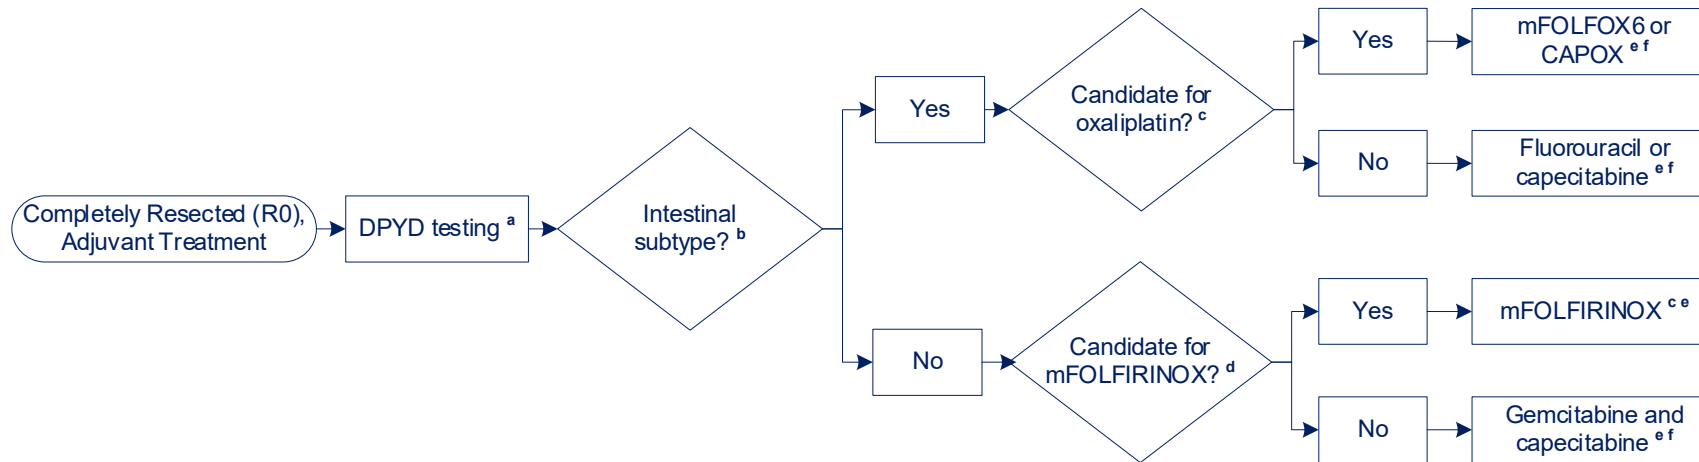 Completely Resected (R0),
Adjuvant Treatment
DPYD testing a
Intestinal
subtype? b
Yes
Candidate for
oxaliplatin? c
Yes
mFOLFOX6 or
CAPOX e f
No
Fluorouracil or
capecitabine e f
No
Candidate for
mFOLFIRINOX? d
Yes
mFOLFIRINOX c e
No
Gemcitabine and
capecitabine e f